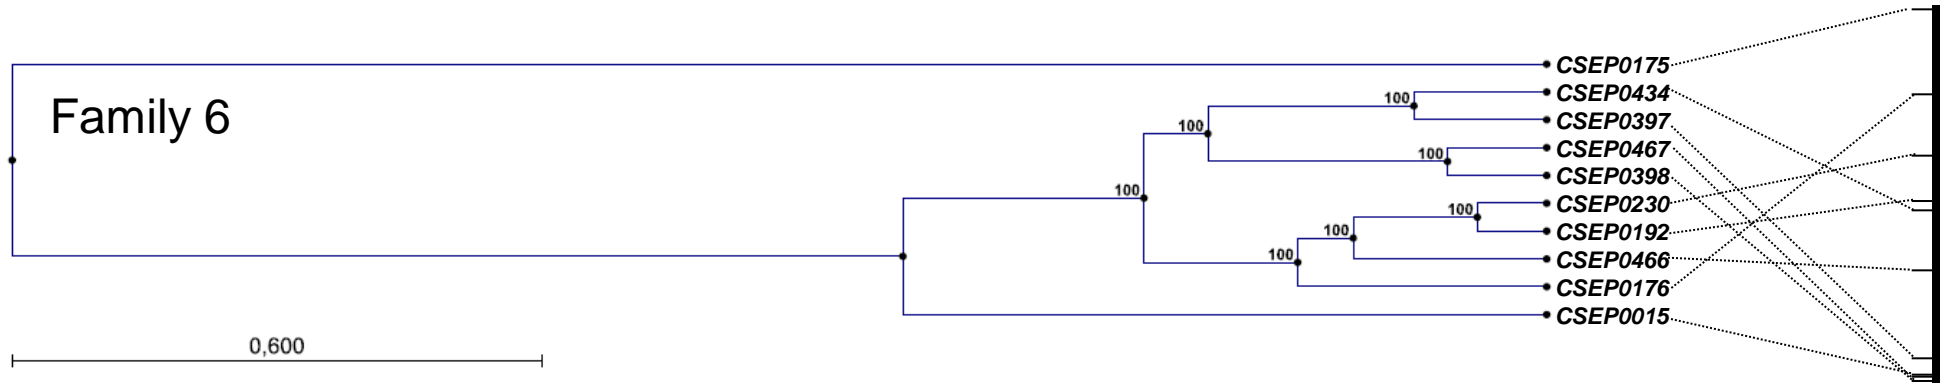 CSEP0175
Family 6
100 CSEP0434
100 CSEP0397
100 CSEP0467
CSEP0398
100
100 CSEP0230
100 CSEP0192
100 CSEP0466
CSEP0176
CSEP0015
0,600